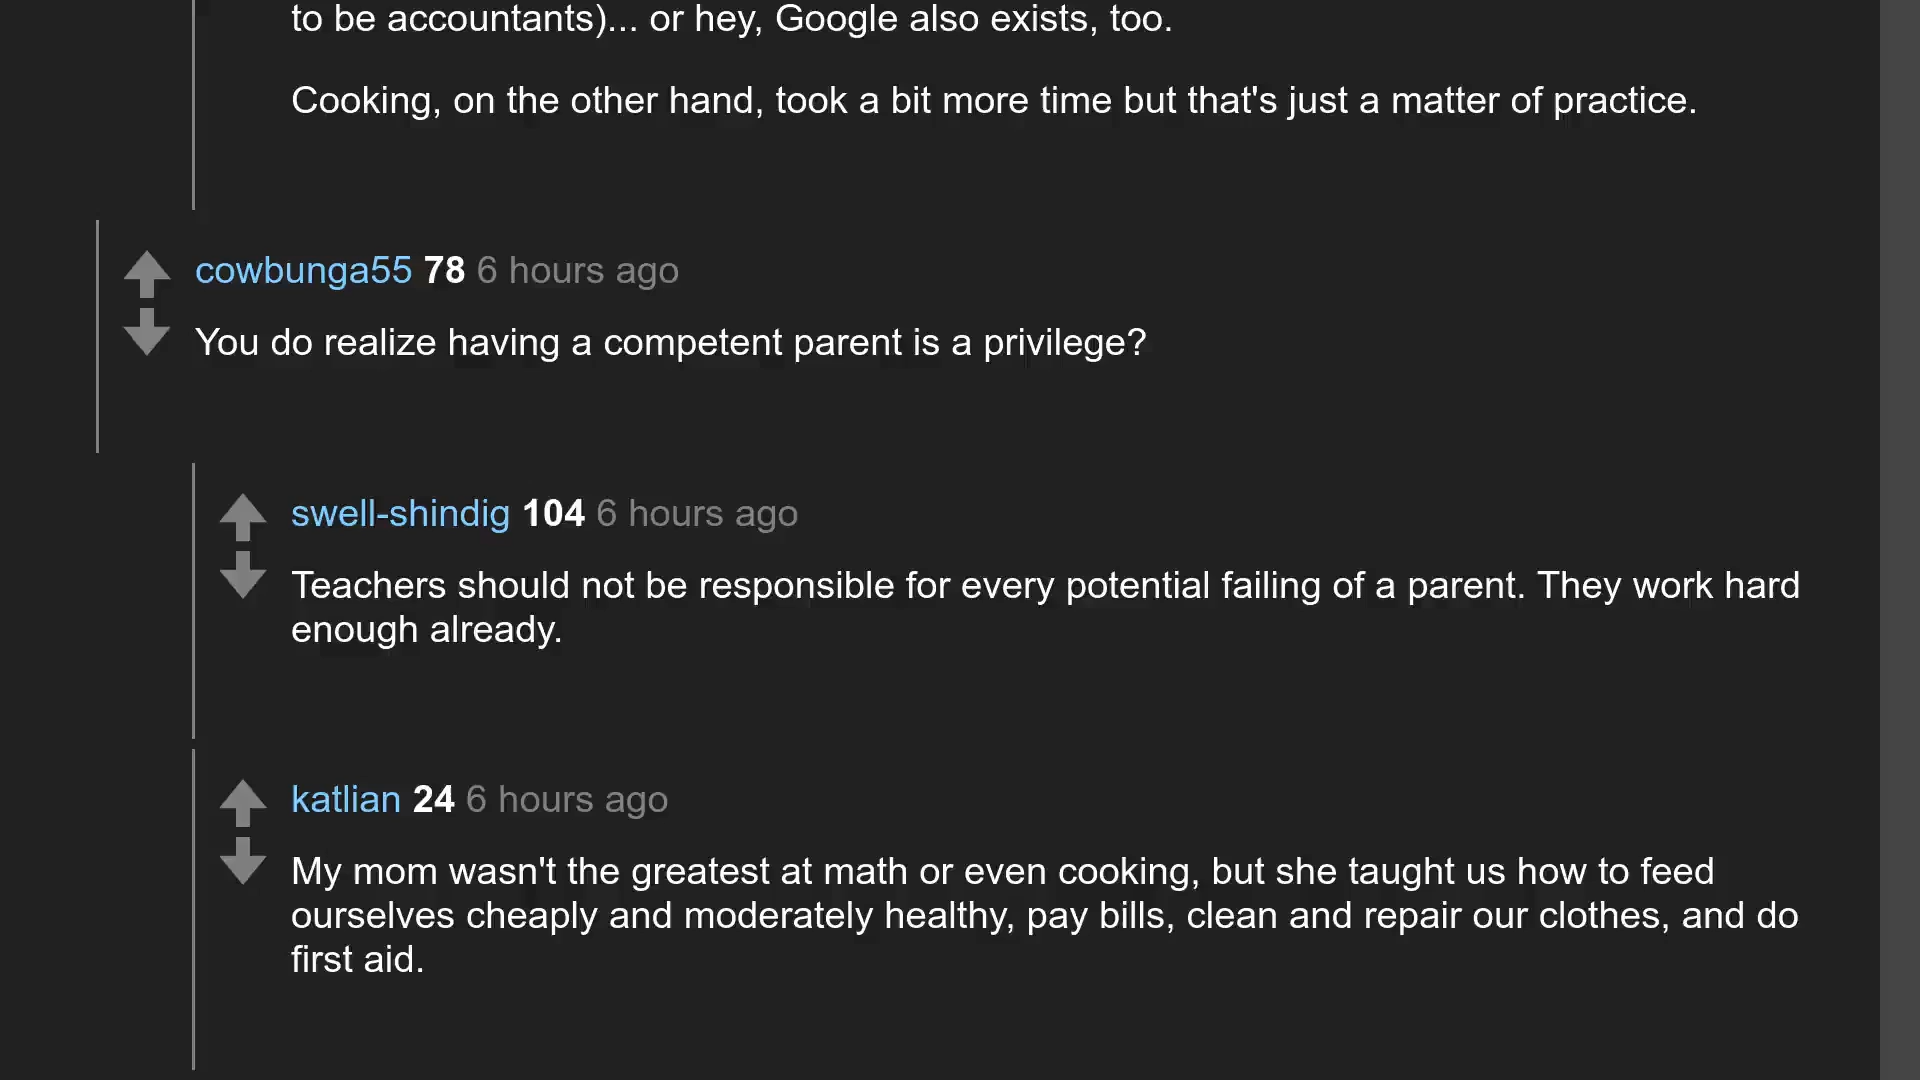 to be accountants)... or hey, Google also exists, too.
Cooking, on the other hand, took a bit more time but that's just a matter of practice.
cowbunga55 78 6 hours ago
You do realize having a competent parent is a privilege?
swell-shindig 104 6 hours ago
Teachers should not be responsible for every potential failing of a parent. They work hard
enough already.
katlian 24 6 hours ago
My mom wasn't the greatest at math or even cooking, but she taught us how to feed
ourselves cheaply and moderately healthy, pay bills, clean and repair our clothes, and do
first aid.